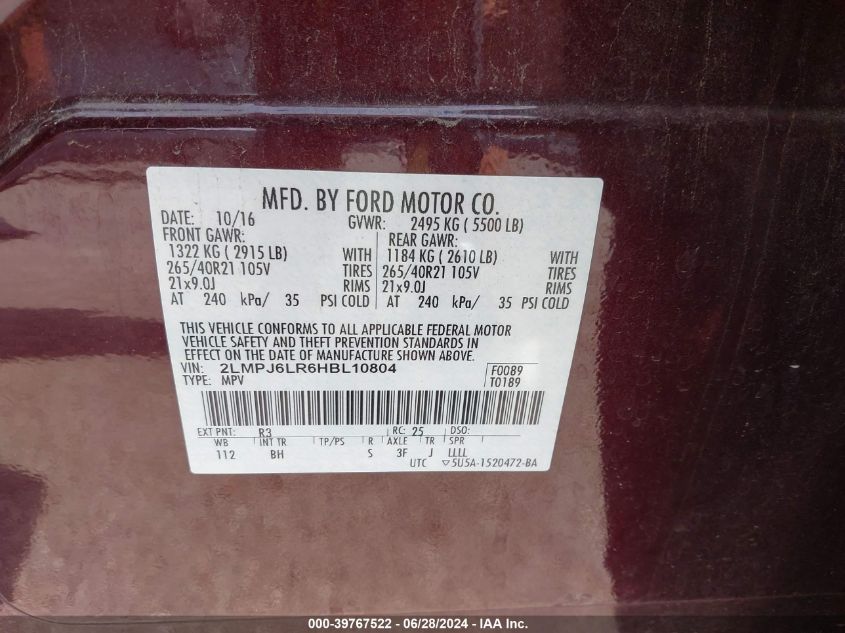 MFD. BY FORD MOTOR CO.
DATE: 10/16 GVWR: 2495 KG ( 5500 LB)
FRONT GAWR: REAR GAWR:
1322 KG ( 2915 LB) WITH 1184 KG ( 2610 LB) WITH
265/40R21 105V TIRES 265/40R21 105V TIRES
21x9.0J RIMS 21x9.0J RIMS
AT 240 kPa/ 35 PSI COLD AT 240 kPa/ 35 PSI COLD
THIS VEHICLE CONFORMS TO ALL APPLICABLE FEDERAL MOTOR
VEHICLE SAFETY AND THEFT PREVENTION STANDARDS IN
EFFECT ON THE DATE OF MANUFACTURE SHOWN ABOVE.
VIN: 2LMPJ6LR6HBL10804 F0089
TYPE: MPV T0189
EXT PNT: R3 RC: 25 DSO:
WB INT TR TP/PS R AXLE TR SPR
112 BH S 3F J LLLL
UTC ▽5U5A-1520472-BA
000-39767522 - 06/28/2024 - IAA Inc.